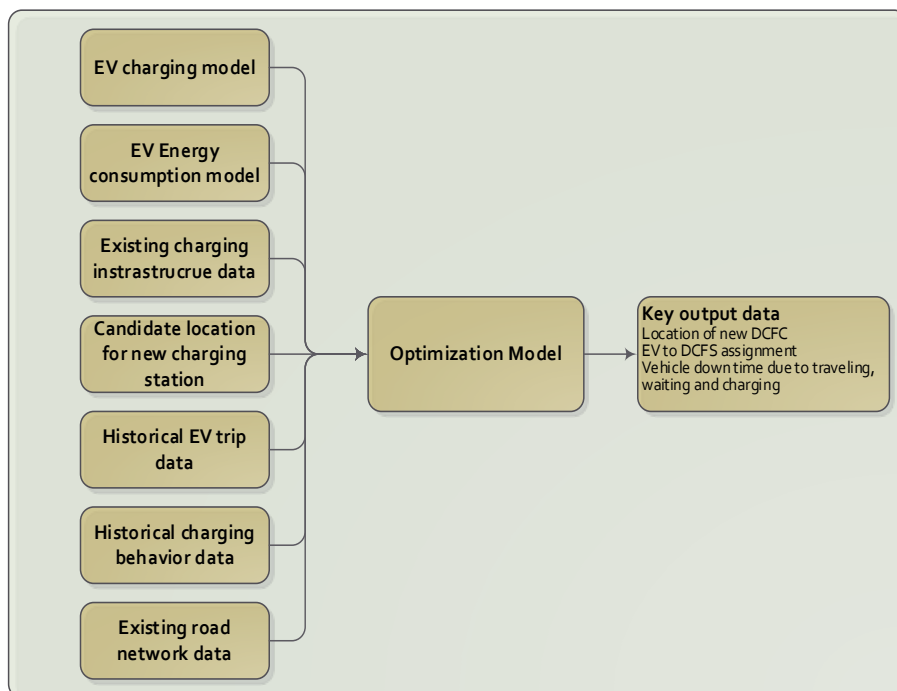 EV charging model
EV Energy
consumption model
Existing charging
instrastrucrue data
Candidate location
for new charging
station
Historical EV trip
data
Historical charging
behavior data
Existing road
network data
Optimization Model
Key output data
Location of new DCFC
EV to DCFS assignment
Vehicle down time due to traveling,
waiting and charging